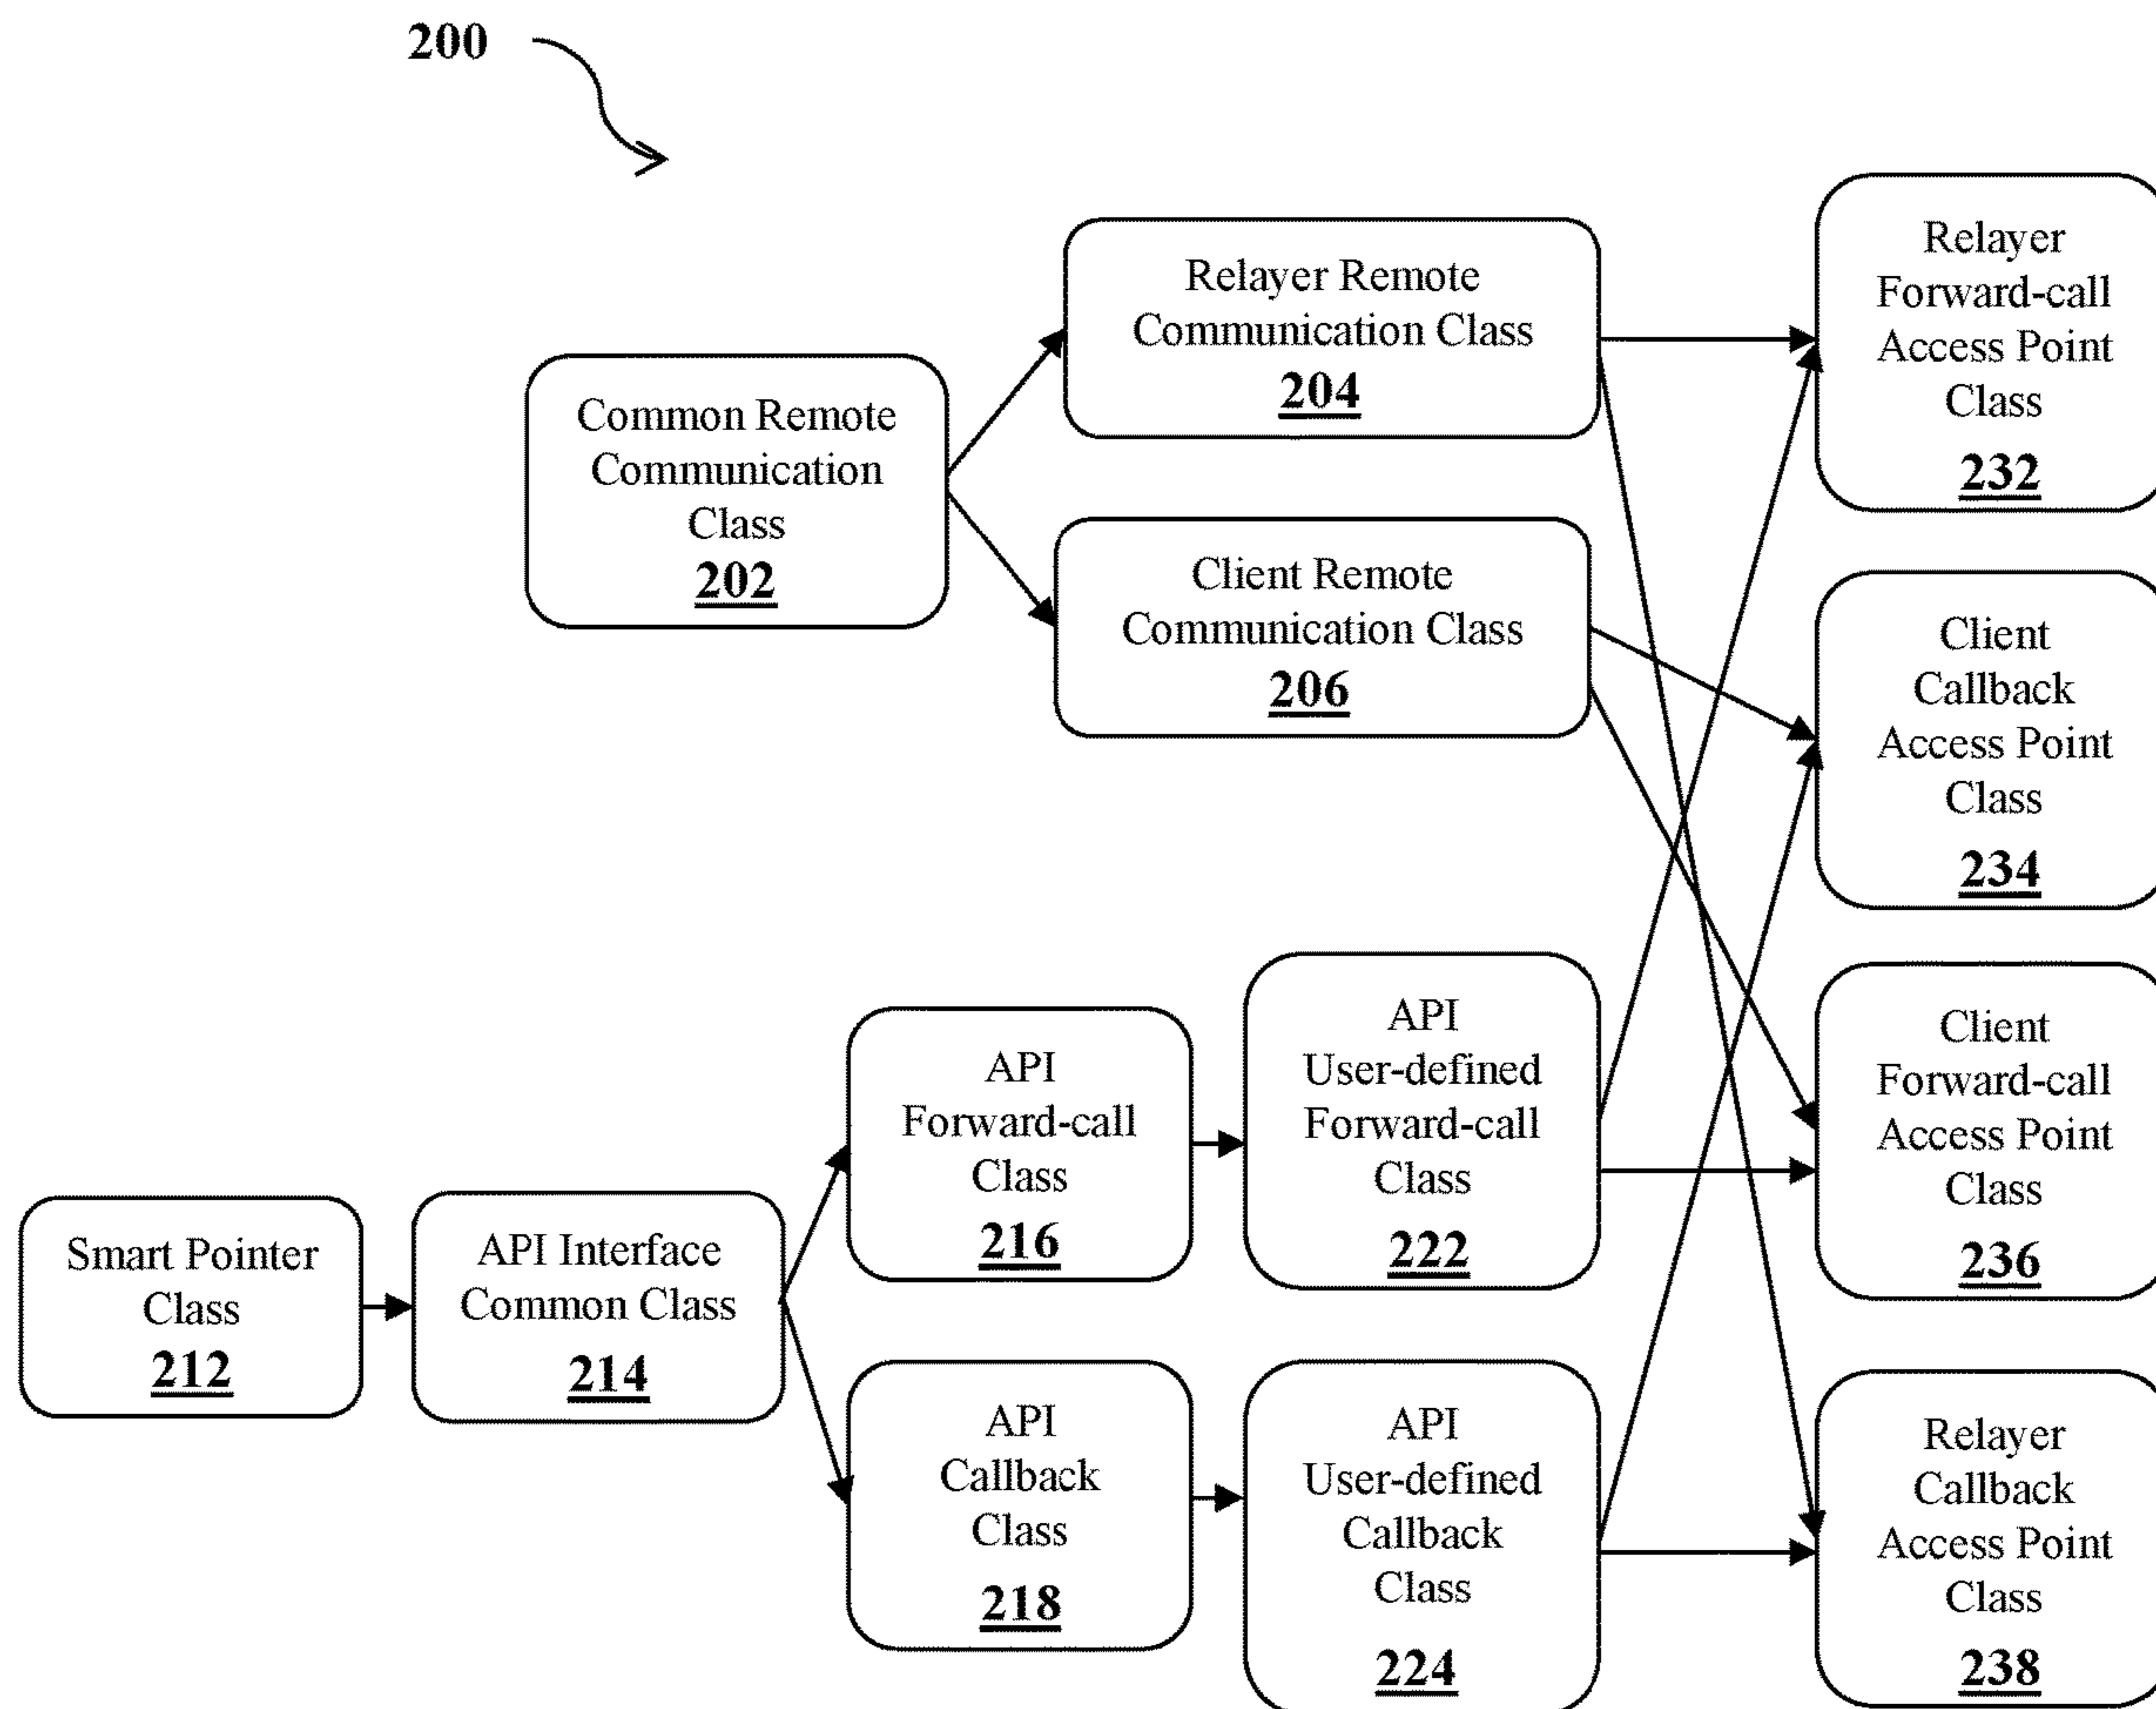 200
Relayer
Forward-call
Access Point
Class
232
Relayer Remote
Communication Class
204
Common Remote
Communication
Class
202
Client Remote
Communication Class
206
Client
Callback
Access Point
Class
234
Client
Forward-call
Access Point
Class
236
API
Forward-call
Class
216
API
User-defined
Forward-call
Class
222
Smart Pointer
Class
212
API Interface
Common Class
214
API
Callback
Class
218
API
User-defined
Callback
Class
224
Relayer
Callback
Access Point
Class
238